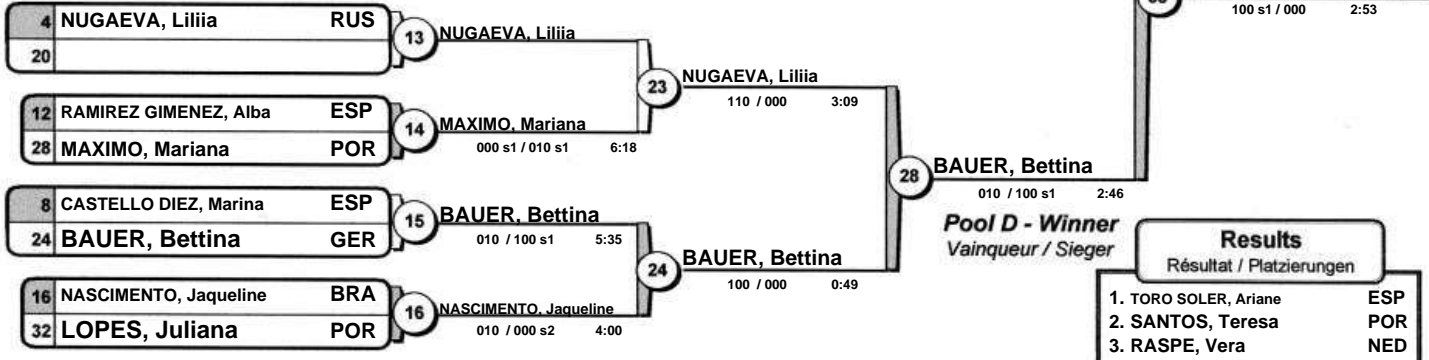 100 s1 / 000 2:53
4 NUGAEVA, Liliia RUS
20
13 NUGAEVA, Liliia
23 NUGAEVA, Liliia
110 / 000 3:09
12 RAMIREZ GIMENEZ, Alba ESP
28 MAXIMO, Mariana POR
14 MAXIMO, Mariana
000 s1 / 010 s1 6:18
28 BAUER, Bettina
010 / 100 s1 2:46
8 CASTELLO DIEZ, Marina ESP
24 BAUER, Bettina GER
15 BAUER, Bettina
010 / 100 s1 5:35
24 BAUER, Bettina
100 / 000 0:49
16 NASCIMENTO, Jaqueline BRA
32 LOPES, Juliana POR
16 NASCIMENTO, Jaqueline
010 / 000 s2 4:00
Pool D - Winner
Vainqueur / Sieger
Results
Résultat / Platzierungen
1. TORO SOLER, Ariane ESP
2. SANTOS, Teresa POR
3. RASPE, Vera NED